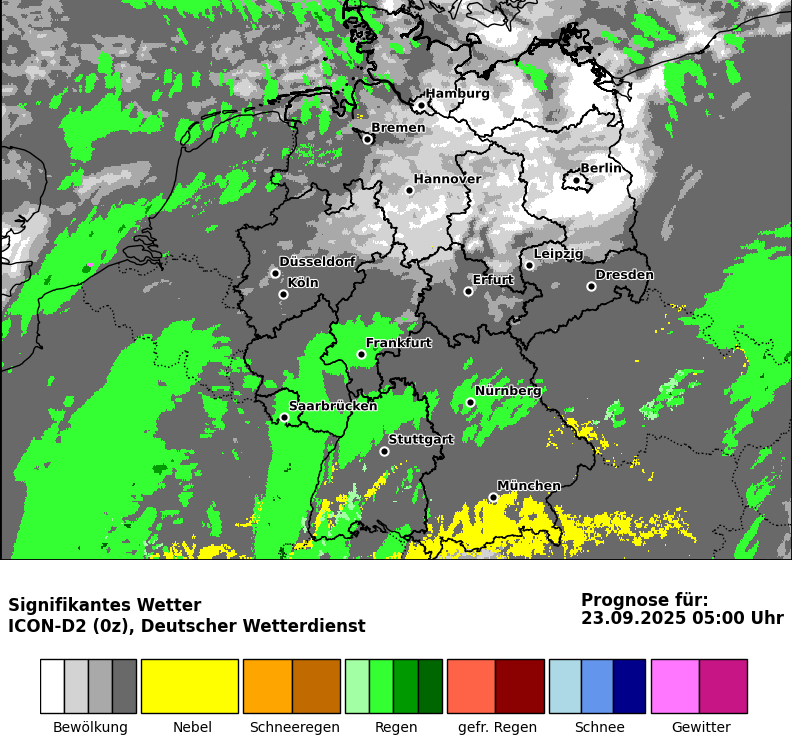 Hamburg
Bremen
Berlin
Hannover
Leipzig
Düsseldorf
Dresden
Erfurt
Köln
Frankfurt
Nürnberg
Saarbrücken
Stuttgart
München
Signifikantes Wetter
ICON-D2 (0z), Deutscher Wetterdienst
Prognose für:
23.09.2025 05:00 Uhr
Bewölkung Nebel Schneeregen Regen gefr. Regen Schnee Gewitter